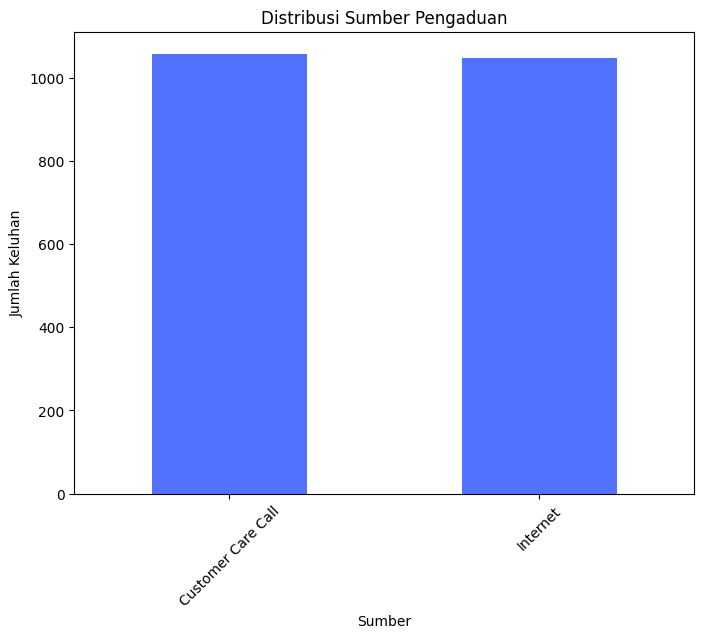 Distribusi Sumber Pengaduan
Jumlah Keluhan
1000
800
600
400
200
0
Customer Care Call
Internet
Sumber